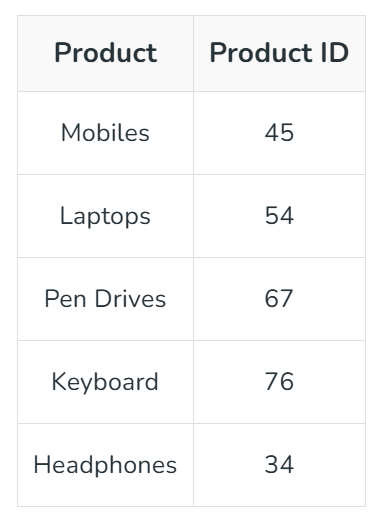 Product Product ID
Mobiles 45
Laptops 54
Pen Drives 67
Keyboard 76
Headphones 34